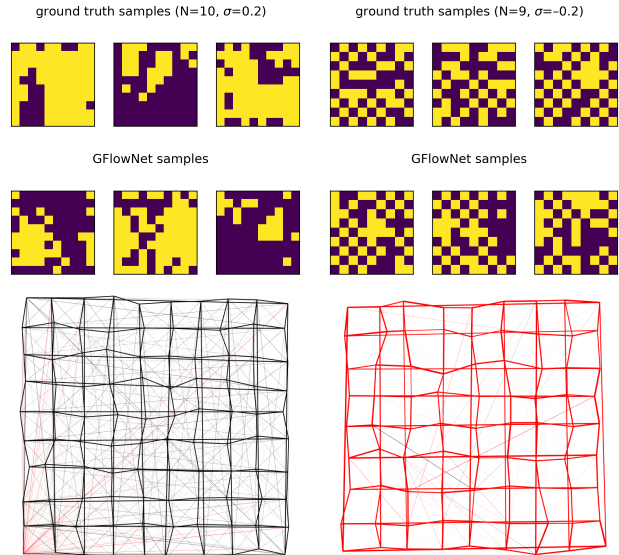 ground truth samples (N=10, σ=0.2)
ground truth samples (N=9, σ=–0.2)
GFlowNet samples
GFlowNet samples